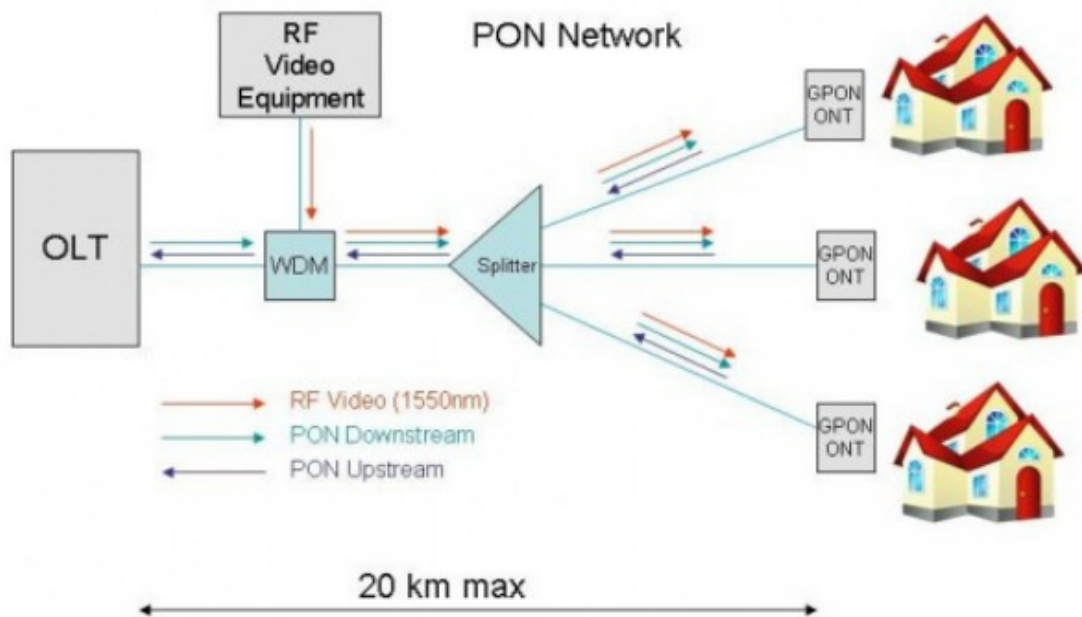 RF
Video
Equipment
PON Network
OLT
WDM
Splitter
GPON
ONT
GPON
ONT
GPON
ONT
RF Video (1550nm)
PON Downstream
PON Upstream
20 km max